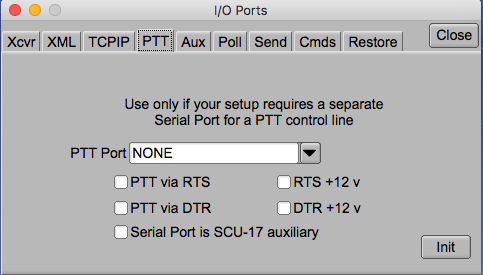 I/O Ports
Xcvr XML TCPIP PTT Aux Poll Send Cmds Restore Close
Use only if your setup requires a separate
Serial Port for a PTT control line
PTT Port NONE
PTT via RTS RTS +12 v
PTT via DTR DTR +12 v
Serial Port is SCU-17 auxiliary
Init